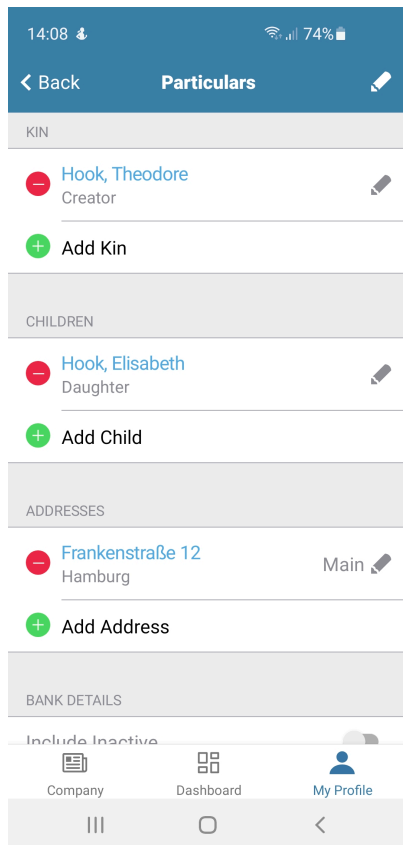 14:08 74%
Back Particulars
KIN
Hook, Theodore
Creator
Add Kin
CHILDREN
Hook, Elisabeth
Daughter
Add Child
ADDRESSES
Frankenstraße 12
Hamburg
Main
Add Address
BANK DETAILS
Include Inactive
Company Dashboard My Profile